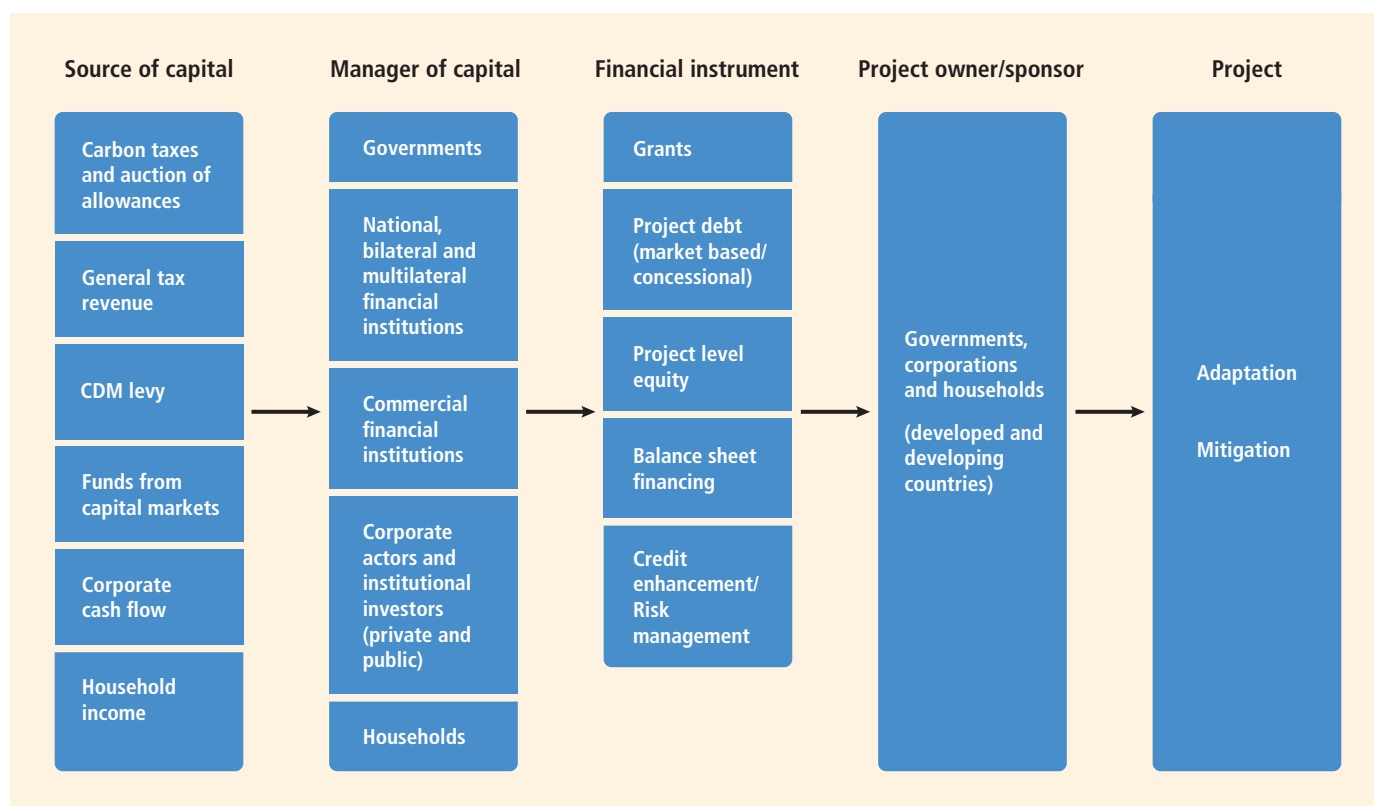 Source of capital
Carbon taxes
and auction of
allowances
General tax
revenue
CDM levy
Funds from
capital markets
Corporate
cash flow
Household
income
Manager of capital
Governments
National,
bilateral and
multilateral
financial
institutions
Commercial
financial
institutions
Corporate
actors and
institutional
investors
(private and
public)
Households
Financial instrument
Grants
Project debt
(market based/
concessional)
Project level
equity
Balance sheet
financing
Credit
enhancement/
Risk
management
Project owner/sponsor
Governments,
corporations
and households
(developed and
developing
countries)
Project
Adaptation
Mitigation